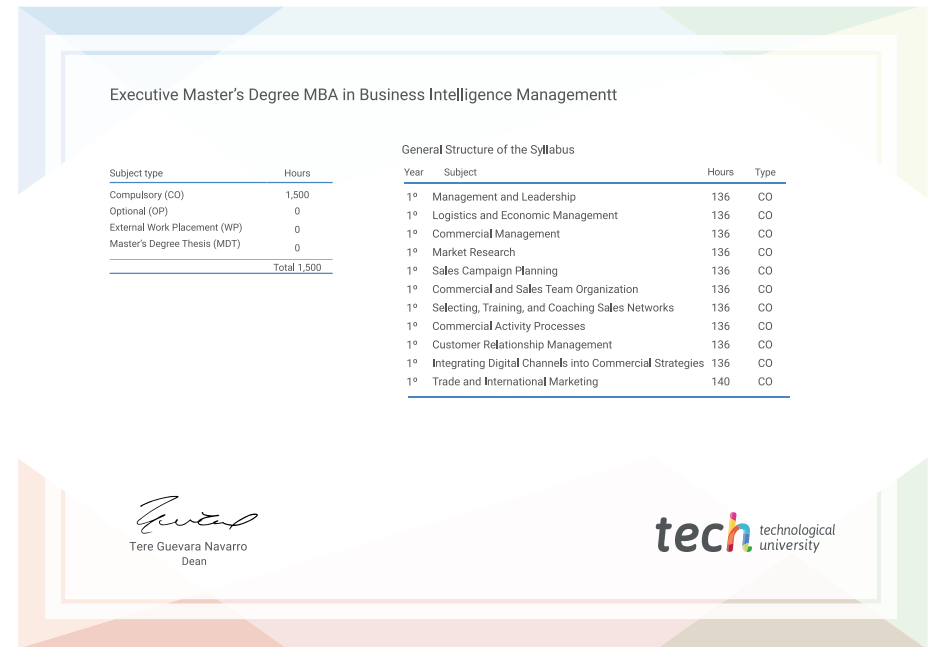 Executive Master's Degree MBA in Business Intelligence Managementt
General Structure of the Syllabus
Subject type Hours
Compulsory (CO) 1,500
Optional (OP) 0
External Work Placement (WP) 0
Master's Degree Thesis (MDT) 0
Total 1,500
Year Subject Hours Type
1º Management and Leadership 136 CO
1º Logistics and Economic Management 136 CO
1º Commercial Management 136 CO
1º Market Research 136 CO
1º Sales Campaign Planning 136 CO
1º Commercial and Sales Team Organization 136 CO
1º Selecting, Training, and Coaching Sales Networks 136 CO
1º Commercial Activity Processes 136 CO
1º Customer Relationship Management 136 CO
1º Integrating Digital Channels into Commercial Strategies 136 CO
1º Trade and International Marketing 140 CO
Tere Guevara Navarro
Dean
tech technological
university